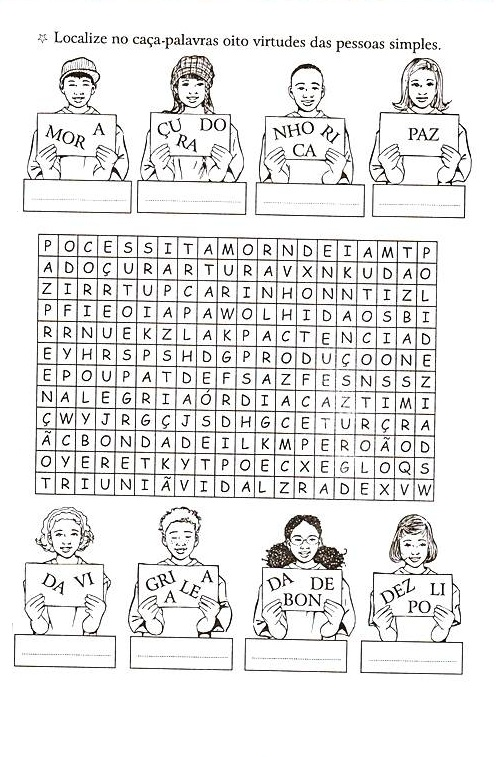 ☆ Localize no caça-palavras oito virtudes das pessoas simples.
MOR A
ÇU DO
RA
NHO RI
CA
PAZ
P O C E S S I T A M O R N D E I A M T P
A D O Ç U R A R T U R A V X N K U D A O
Z I R R T U P C A R I N H O N N T I Z L
P F I E O I A P A W O L H I D A O S B I
R R N U E K Z L A K P A C T E N C I A D
E Y H R S P S H D G P R O D U Ç O O N E
E P O U P A T D E F S A Z F E S N S S Z
N A L E G R I A Ó R D I A C A Z T I M I
Ç W Y J R G Ç J S D H G C E T U R Ç R A
Ã C B O N D A D E I L K M P E R O Ã O D
O Y E R E T K Y T P O E C X E G L O Q S
T R I U N I Ã V I D A L Z R A D E X V W
DA VI
GRI A
A LE
DA DE
BON
DEZ LI
PO